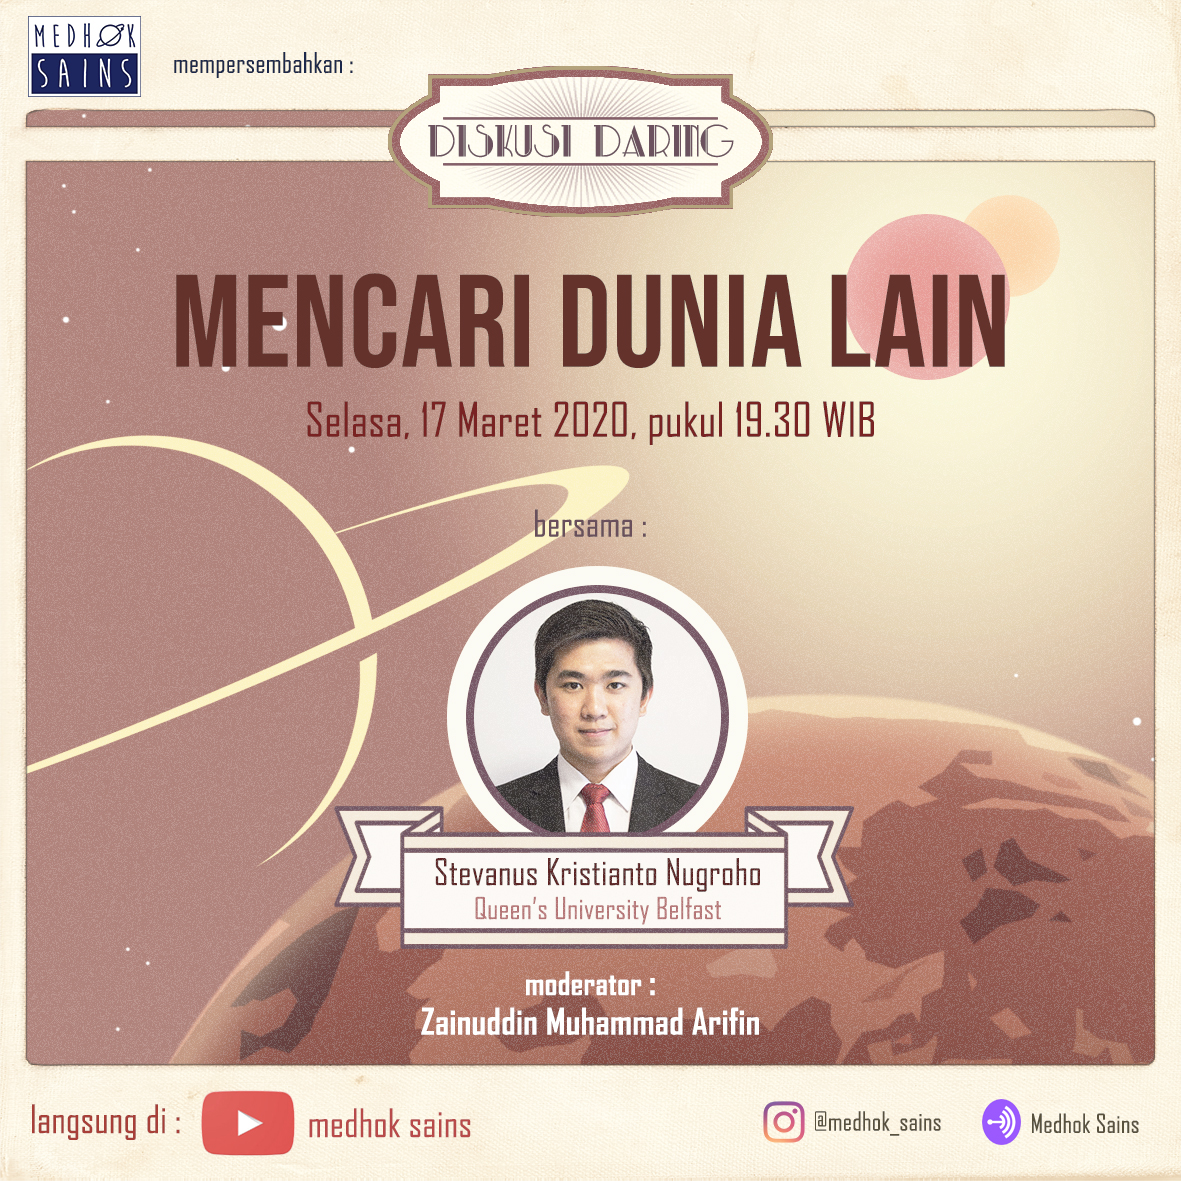 MEDHOK
SAINS
mempersembahkan :
DISKUSI DARING
MENCARI DUNIA LAIN
Selasa, 17 Maret 2020, pukul 19.30 WIB
bersama :
Stevanus Kristianto Nugroho
Queen's University Belfast
moderator :
Zainuddin Muhammad Arifin
langsung di :
medhok sains
@medhok_sains
Medhok Sains